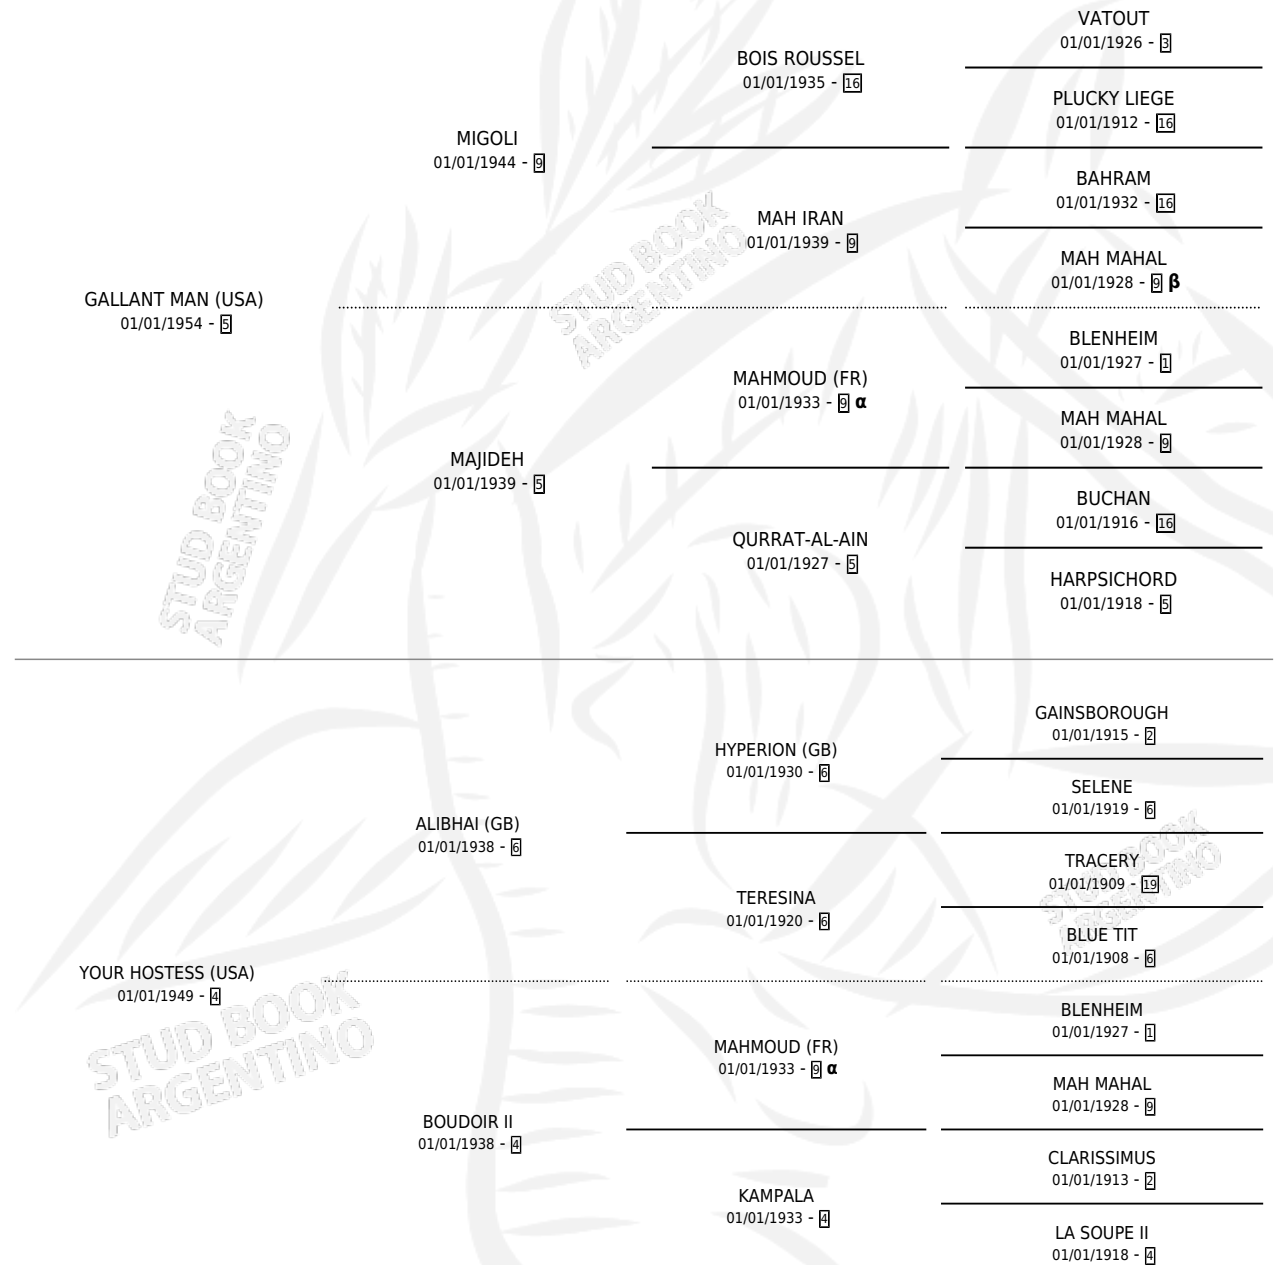 VATOUT
01/01/1926 - 3
BOIS ROUSSEL
01/01/1935 - 16
PLUCKY LIEGE
01/01/1912 - 16
MIGOLI
01/01/1944 - 9
BAHRAM
01/01/1932 - 16
MAH IRAN
01/01/1939 - 9
MAH MAHAL
01/01/1928 - 9 β
GALLANT MAN (USA)
01/01/1954 - 5
BLENHEIM
01/01/1927 - 1
MAHMOUD (FR)
01/01/1933 - 9 α
MAH MAHAL
01/01/1928 - 9
MAJIDEH
01/01/1939 - 5
BUCHAN
01/01/1916 - 16
QURRAT-AL-AIN
01/01/1927 - 5
HARPSICHORD
01/01/1918 - 5
GAINSBOROUGH
01/01/1915 - 2
HYPERION (GB)
01/01/1930 - 6
SELENE
01/01/1919 - 6
ALIBHAI (GB)
01/01/1938 - 6
TRACERY
01/01/1909 - 19
TERESINA
01/01/1920 - 6
BLUE TIT
01/01/1908 - 6
YOUR HOSTESS (USA)
01/01/1949 - 4
BLENHEIM
01/01/1927 - 1
MAHMOUD (FR)
01/01/1933 - 9 α
MAH MAHAL
01/01/1928 - 9
BOUDOIR II
01/01/1938 - 4
CLARISSIMUS
01/01/1913 - 2
KAMPALA
01/01/1933 - 4
LA SOUPE II
01/01/1918 - 4
STUD BOOK
ARGENTINO
STUD BOOK
ARGENTINO
STUD BOOK
ARGENTINO
STUD BOOK
ARGENTINO